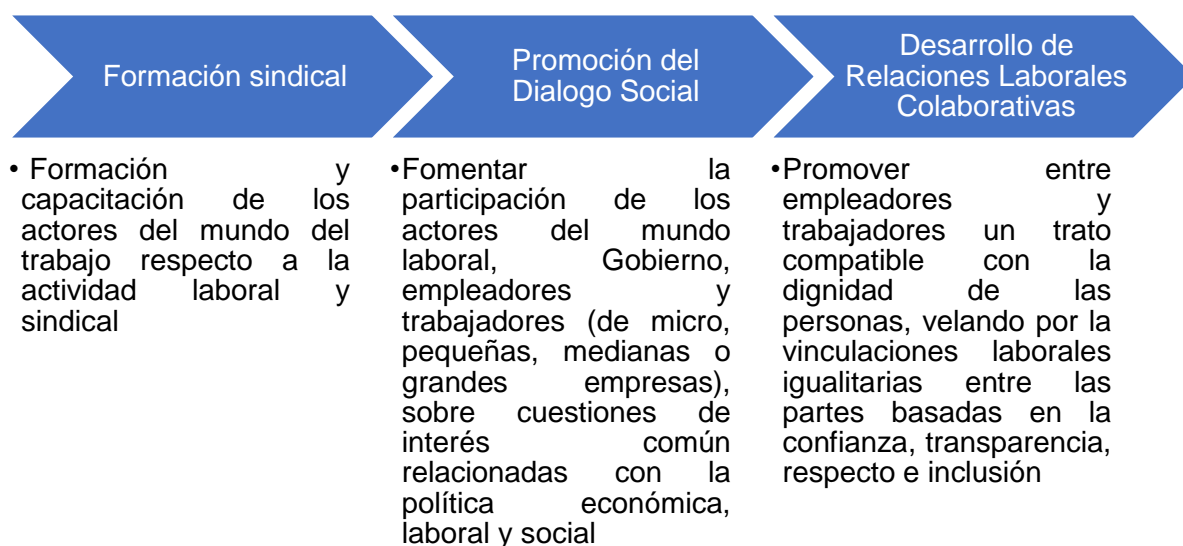 Formación sindical
Promoción del
Dialogo Social
Desarrollo de
Relaciones Laborales
Colaborativas
• Formación y
capacitación de los
actores del mundo del
trabajo respecto a la
actividad laboral y
sindical
•Fomentar la
participación de los
actores del mundo
laboral, Gobierno,
empleadores y
trabajadores (de micro,
pequeñas, medianas o
grandes empresas),
sobre cuestiones de
interés común
relacionadas con la
política económica,
laboral y social
•Promover entre
empleadores y
trabajadores un trato
compatible con la
dignidad de las
personas, velando por la
vinculaciones laborales
igualitarias entre las
partes basadas en la
confianza, transparencia,
respeto e inclusión